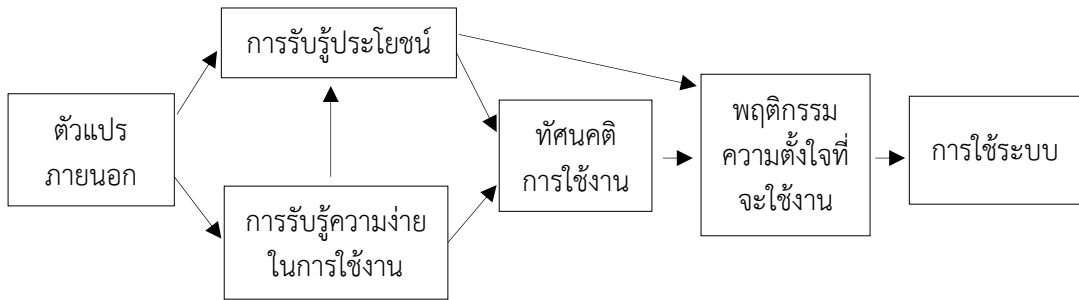 การรับรู้ประโยชน์
ตัวแปร
ภายนอก
การรับรู้ความง่าย
ในการใช้งาน
ทัศนคติ
การใช้งาน
พฤติกรรม
ความตั้งใจที่
จะใช้งาน
การใช้ระบบ